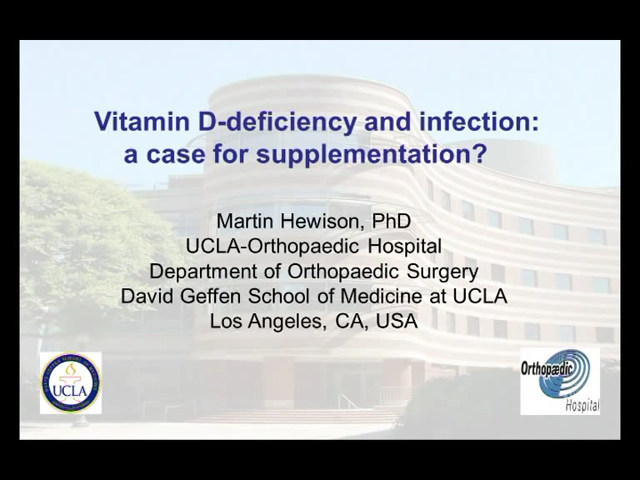 Vitamin D-deficiency and infection:
a case for supplementation?
Martin Hewison, PhD
UCLA-Orthopaedic Hospital
Department of Orthopaedic Surgery
David Geffen School of Medicine at UCLA
Los Angeles, CA, USA
UCLA
Orthopædic
Hospital